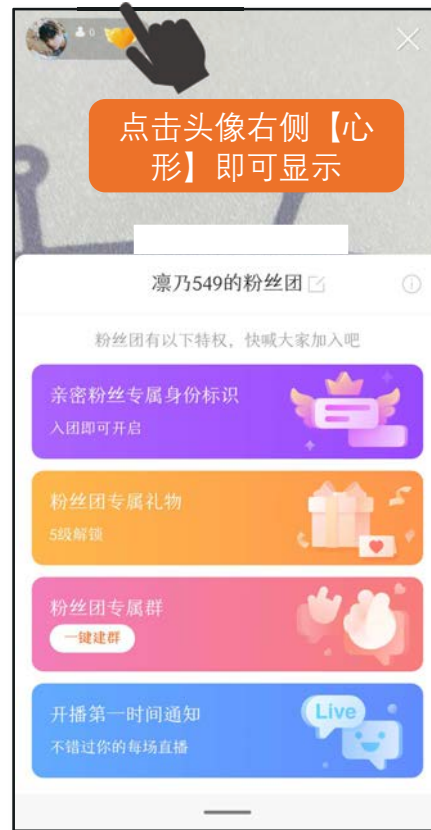 0
点击头像右侧【心
形】即可显示
凛乃549的粉丝团
粉丝团有以下特权，快喊大家加入吧
亲密粉丝专属身份标识
入团即可开启
粉丝团专属礼物
5级解锁
粉丝团专属群
一键建群
开播第一时间通知
不错过你的每场直播
Live